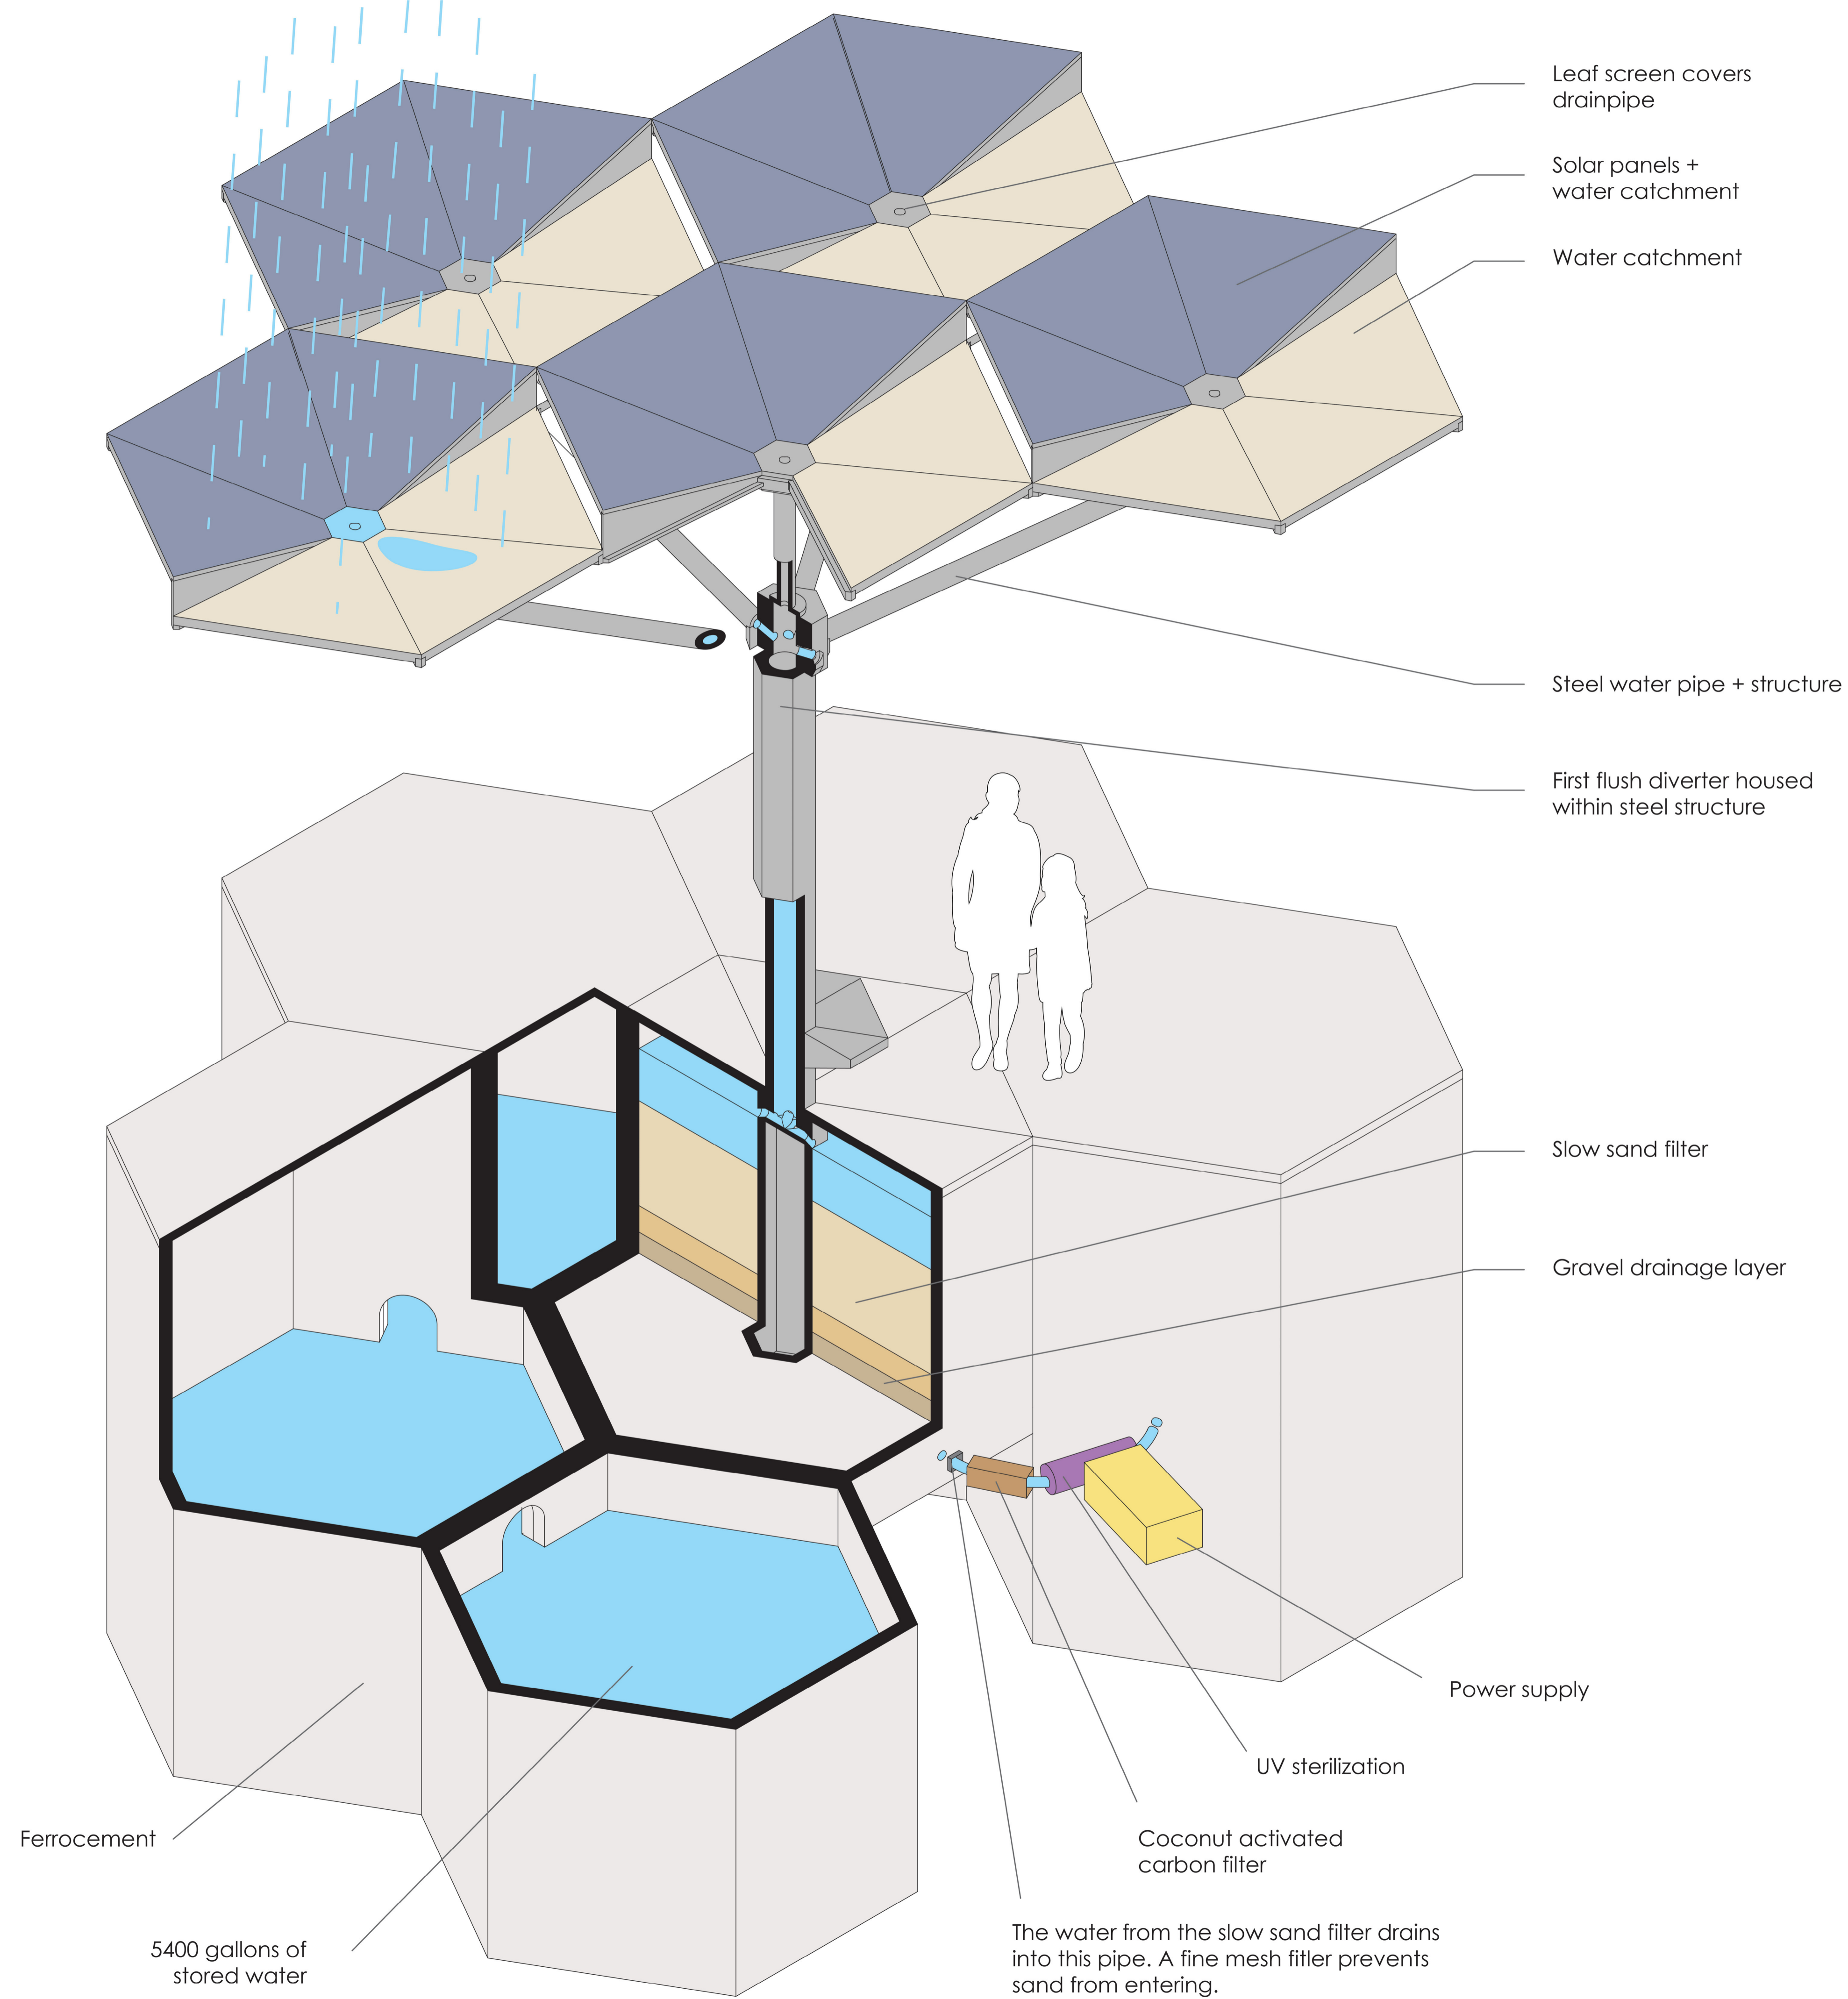 Leaf screen covers
drainpipe
Solar panels +
water catchment
Water catchment
Steel water pipe + structure
First flush diverter housed
within steel structure
Slow sand filter
Gravel drainage layer
Power supply
UV sterilization
Coconut activated
carbon filter
The water from the slow sand filter drains
into this pipe. A fine mesh fitler prevents
sand from entering.
Ferrocement
5400 gallons of
stored water